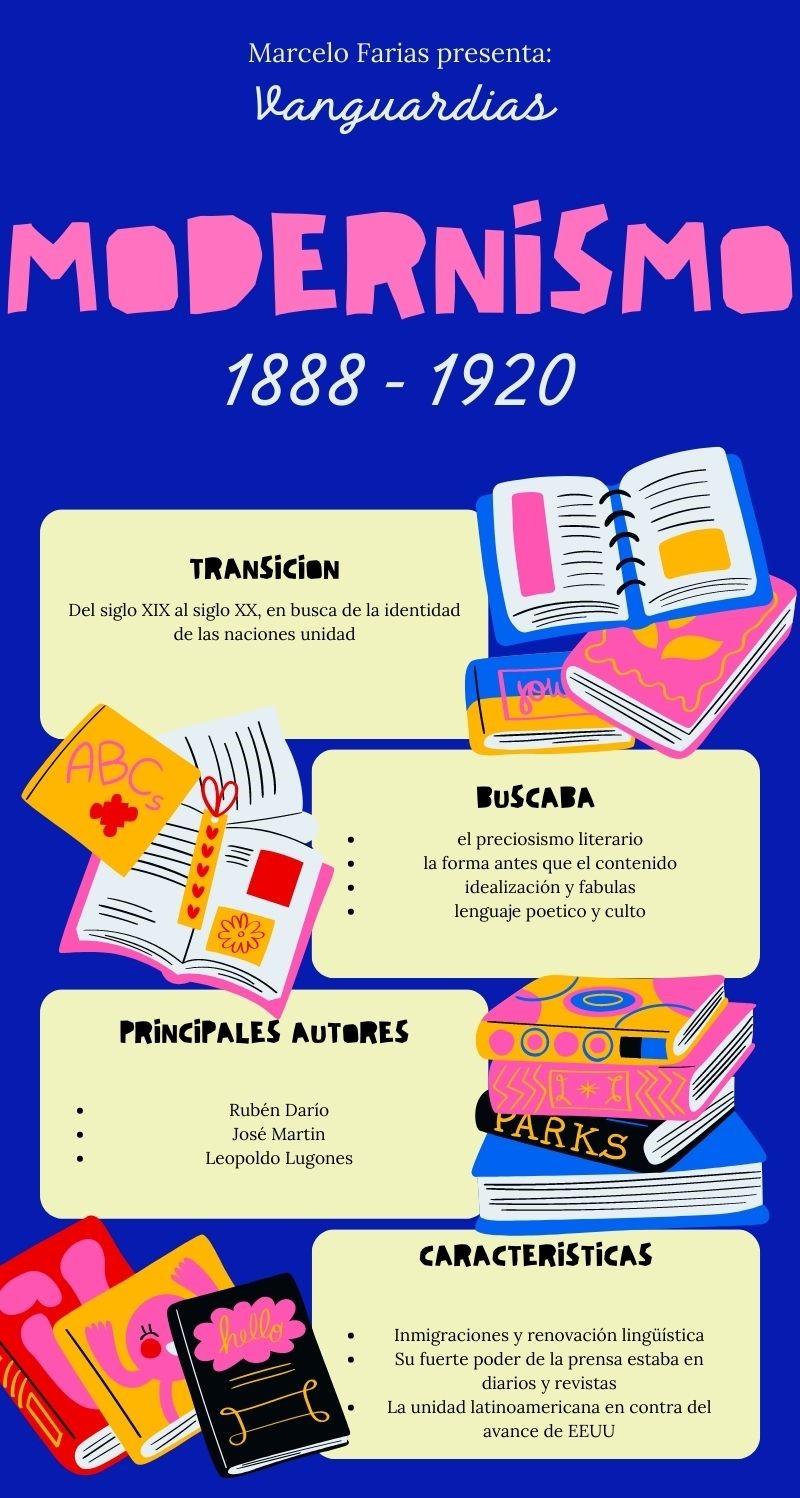 Marcelo Farias presenta:
Vanguardias
MODERNiSMO
1888 - 1920
TRANSiCiON
Del siglo XIX al siglo XX, en busca de la identidad
de las naciones unidad
ABCs
BUSCABA
• el preciosismo literario
• la forma antes que el contenido
• idealización y fabulas
• lenguaje poetico y culto
PRiNCiPALES AUTORES
• Rubén Darío
• José Martin
• Leopoldo Lugones
PARKS
CARACTERiSTiCAS
• Inmigraciones y renovación lingüística
• Su fuerte poder de la prensa estaba en
diarios y revistas
• La unidad latinoamericana en contra del
avance de EEUU
hello